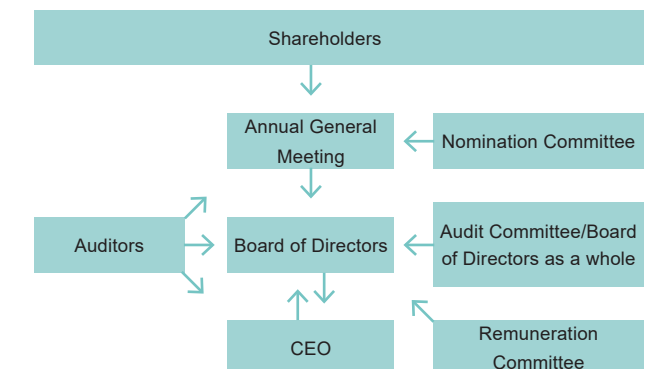 Shareholders
Annual General
Meeting
Nomination Committee
Auditors
Board of Directors
Audit Committee/Board
of Directors as a whole
CEO
Remuneration
Committee